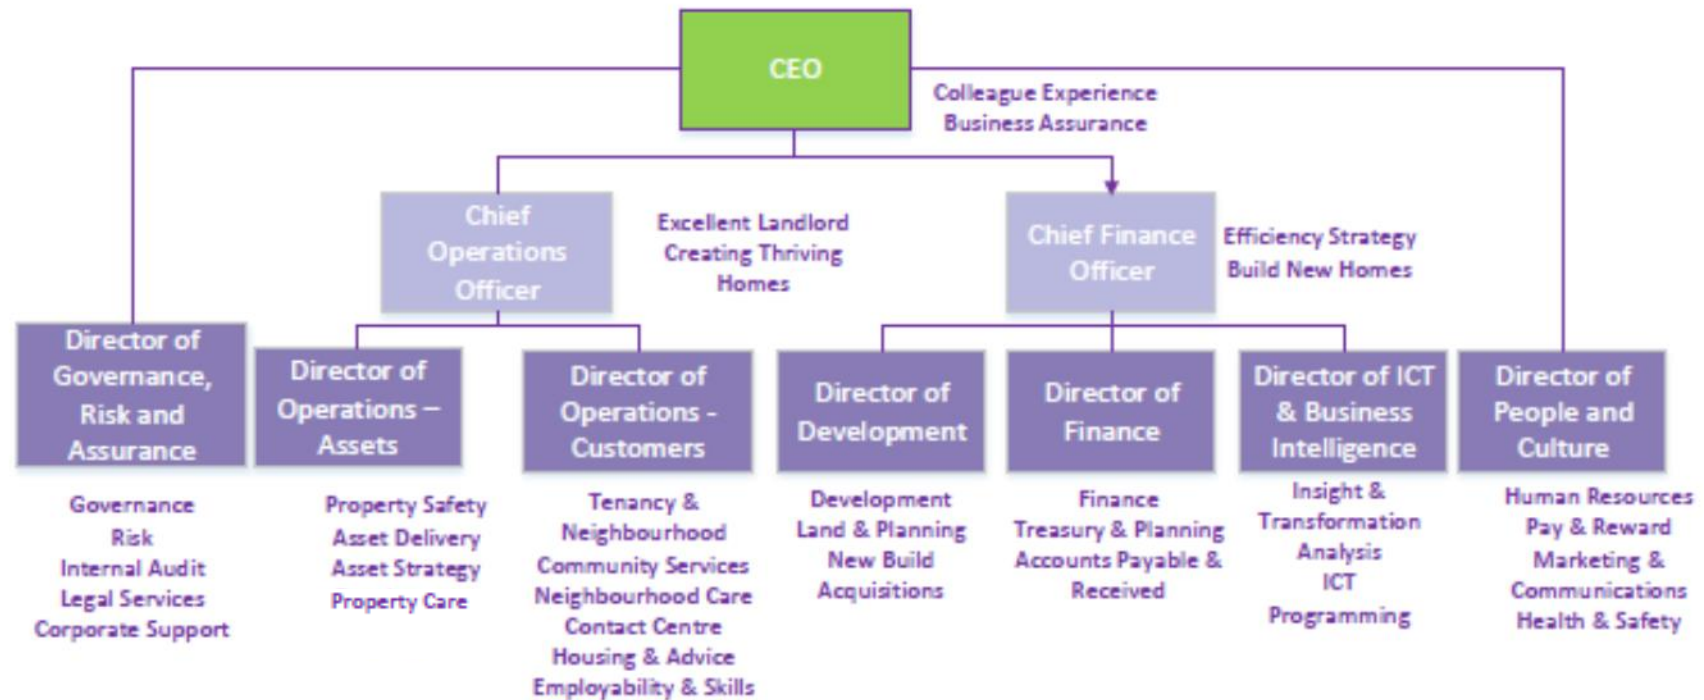 CEO
Colleague Experience
Business Assurance
Chief
Operations
Officer
Excellent Landlord
Creating Thriving
Homes
Chief Finance
Officer
Efficiency Strategy
Build New Homes
Director of
Governance,
Risk and
Assurance
Governance
Risk
Internal Audit
Legal Services
Corporate Support
Director of
Operations –
Assets
Property Safety
Asset Delivery
Asset Strategy
Property Care
Director of
Operations -
Customers
Tenancy &
Neighbourhood
Community Services
Neighbourhood Care
Contact Centre
Housing & Advice
Employability & Skills
Director of
Development
Development
Land & Planning
New Build
Acquisitions
Director of
Finance
Finance
Treasury & Planning
Accounts Payable &
Received
Director of ICT
& Business
Intelligence
Insight &
Transformation
Analysis
ICT
Programming
Director of
People and
Culture
Human Resources
Pay & Reward
Marketing &
Communications
Health & Safety